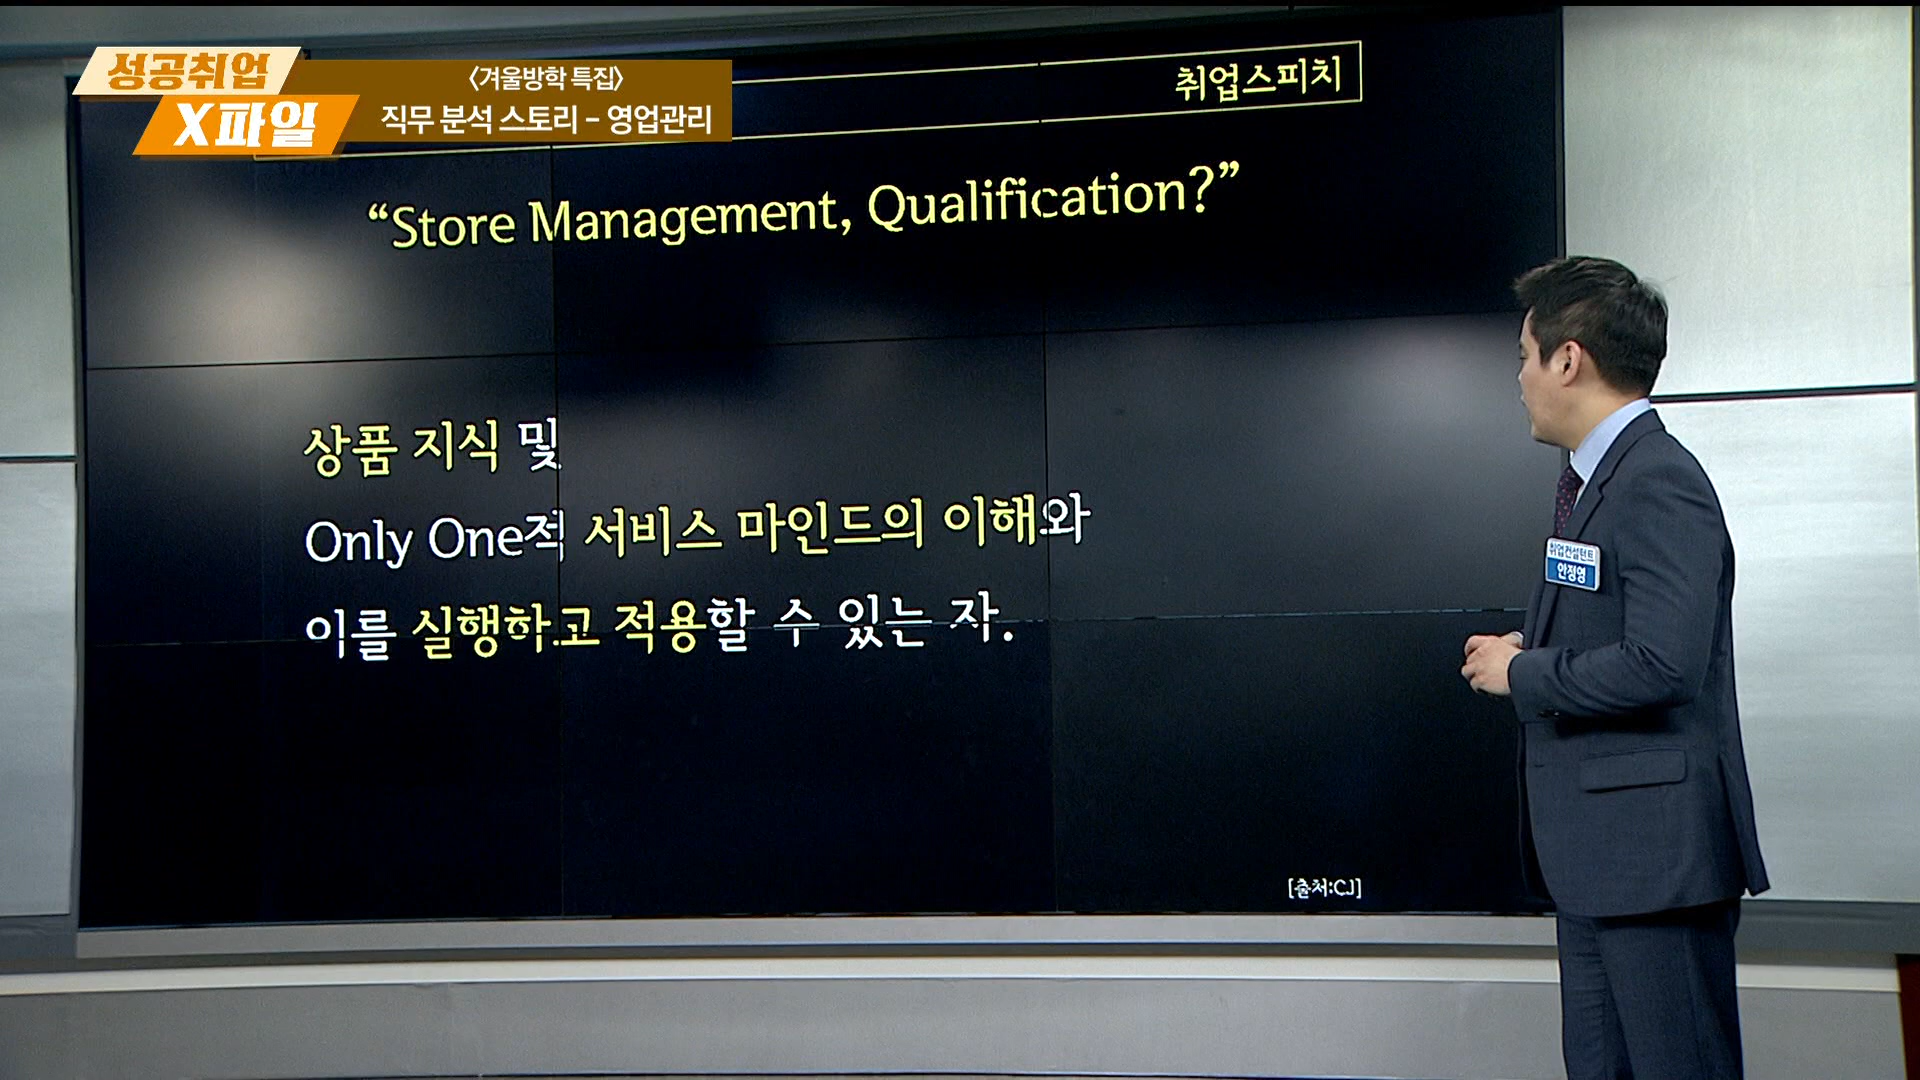 성공취업
X파일
<겨울방학 특집>
직무 분석 스토리 - 영업관리
취업스피치
“Store Management, Qualification?”
상품 지식 및
Only One적 서비스 마인드의 이해와
이를 실행하고 적용할 수 있는 자.
취업컨설턴트
안정영
[출처:CJ]